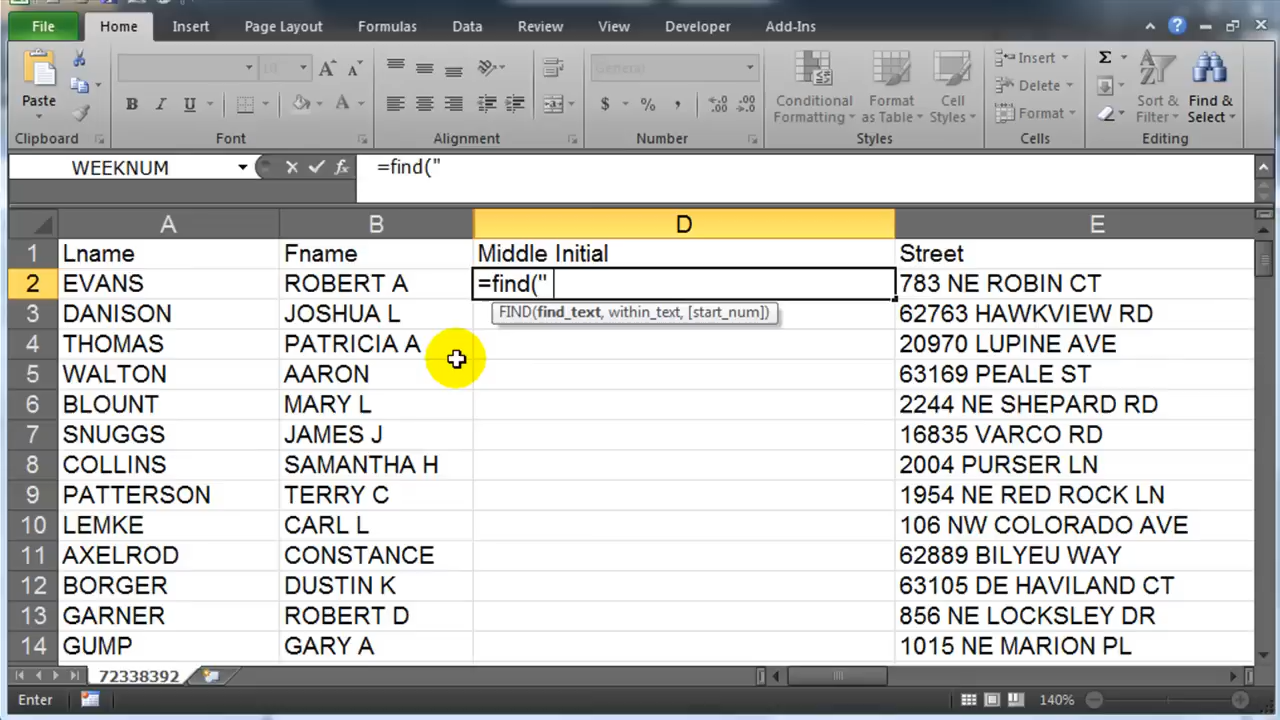 File Home Insert Page Layout Formulas Data Review View Developer Add-Ins
Paste
Conditional Formatting
Format as Table
Cell Styles
Insert
Delete
Format
Sort & Filter
Find & Select
Clipboard Font Alignment Number Styles Cells Editing
WEEKNUM =find("
A B D E
1 Lname Fname Middle Initial Street
2 EVANS ROBERT A =find(" 783 NE ROBIN CT
FIND(find_text, within_text, [start_num])
3 DANISON JOSHUA L 62763 HAWKVIEW RD
4 THOMAS PATRICIA A 20970 LUPINE AVE
5 WALTON AARON 63169 PEALE ST
6 BLOUNT MARY L 2244 NE SHEPARD RD
7 SNUGGS JAMES J 16835 VARCO RD
8 COLLINS SAMANTHA H 2004 PURSER LN
9 PATTERSON TERRY C 1954 NE RED ROCK LN
10 LEMKE CARL L 106 NW COLORADO AVE
11 AXELROD CONSTANCE 62889 BILYEU WAY
12 BORGER DUSTIN K 63105 DE HAVILAND CT
13 GARNER ROBERT D 856 NE LOCKSLEY DR
14 GUMP GARY A 1015 NE MARION PL
72338392
Enter 140%